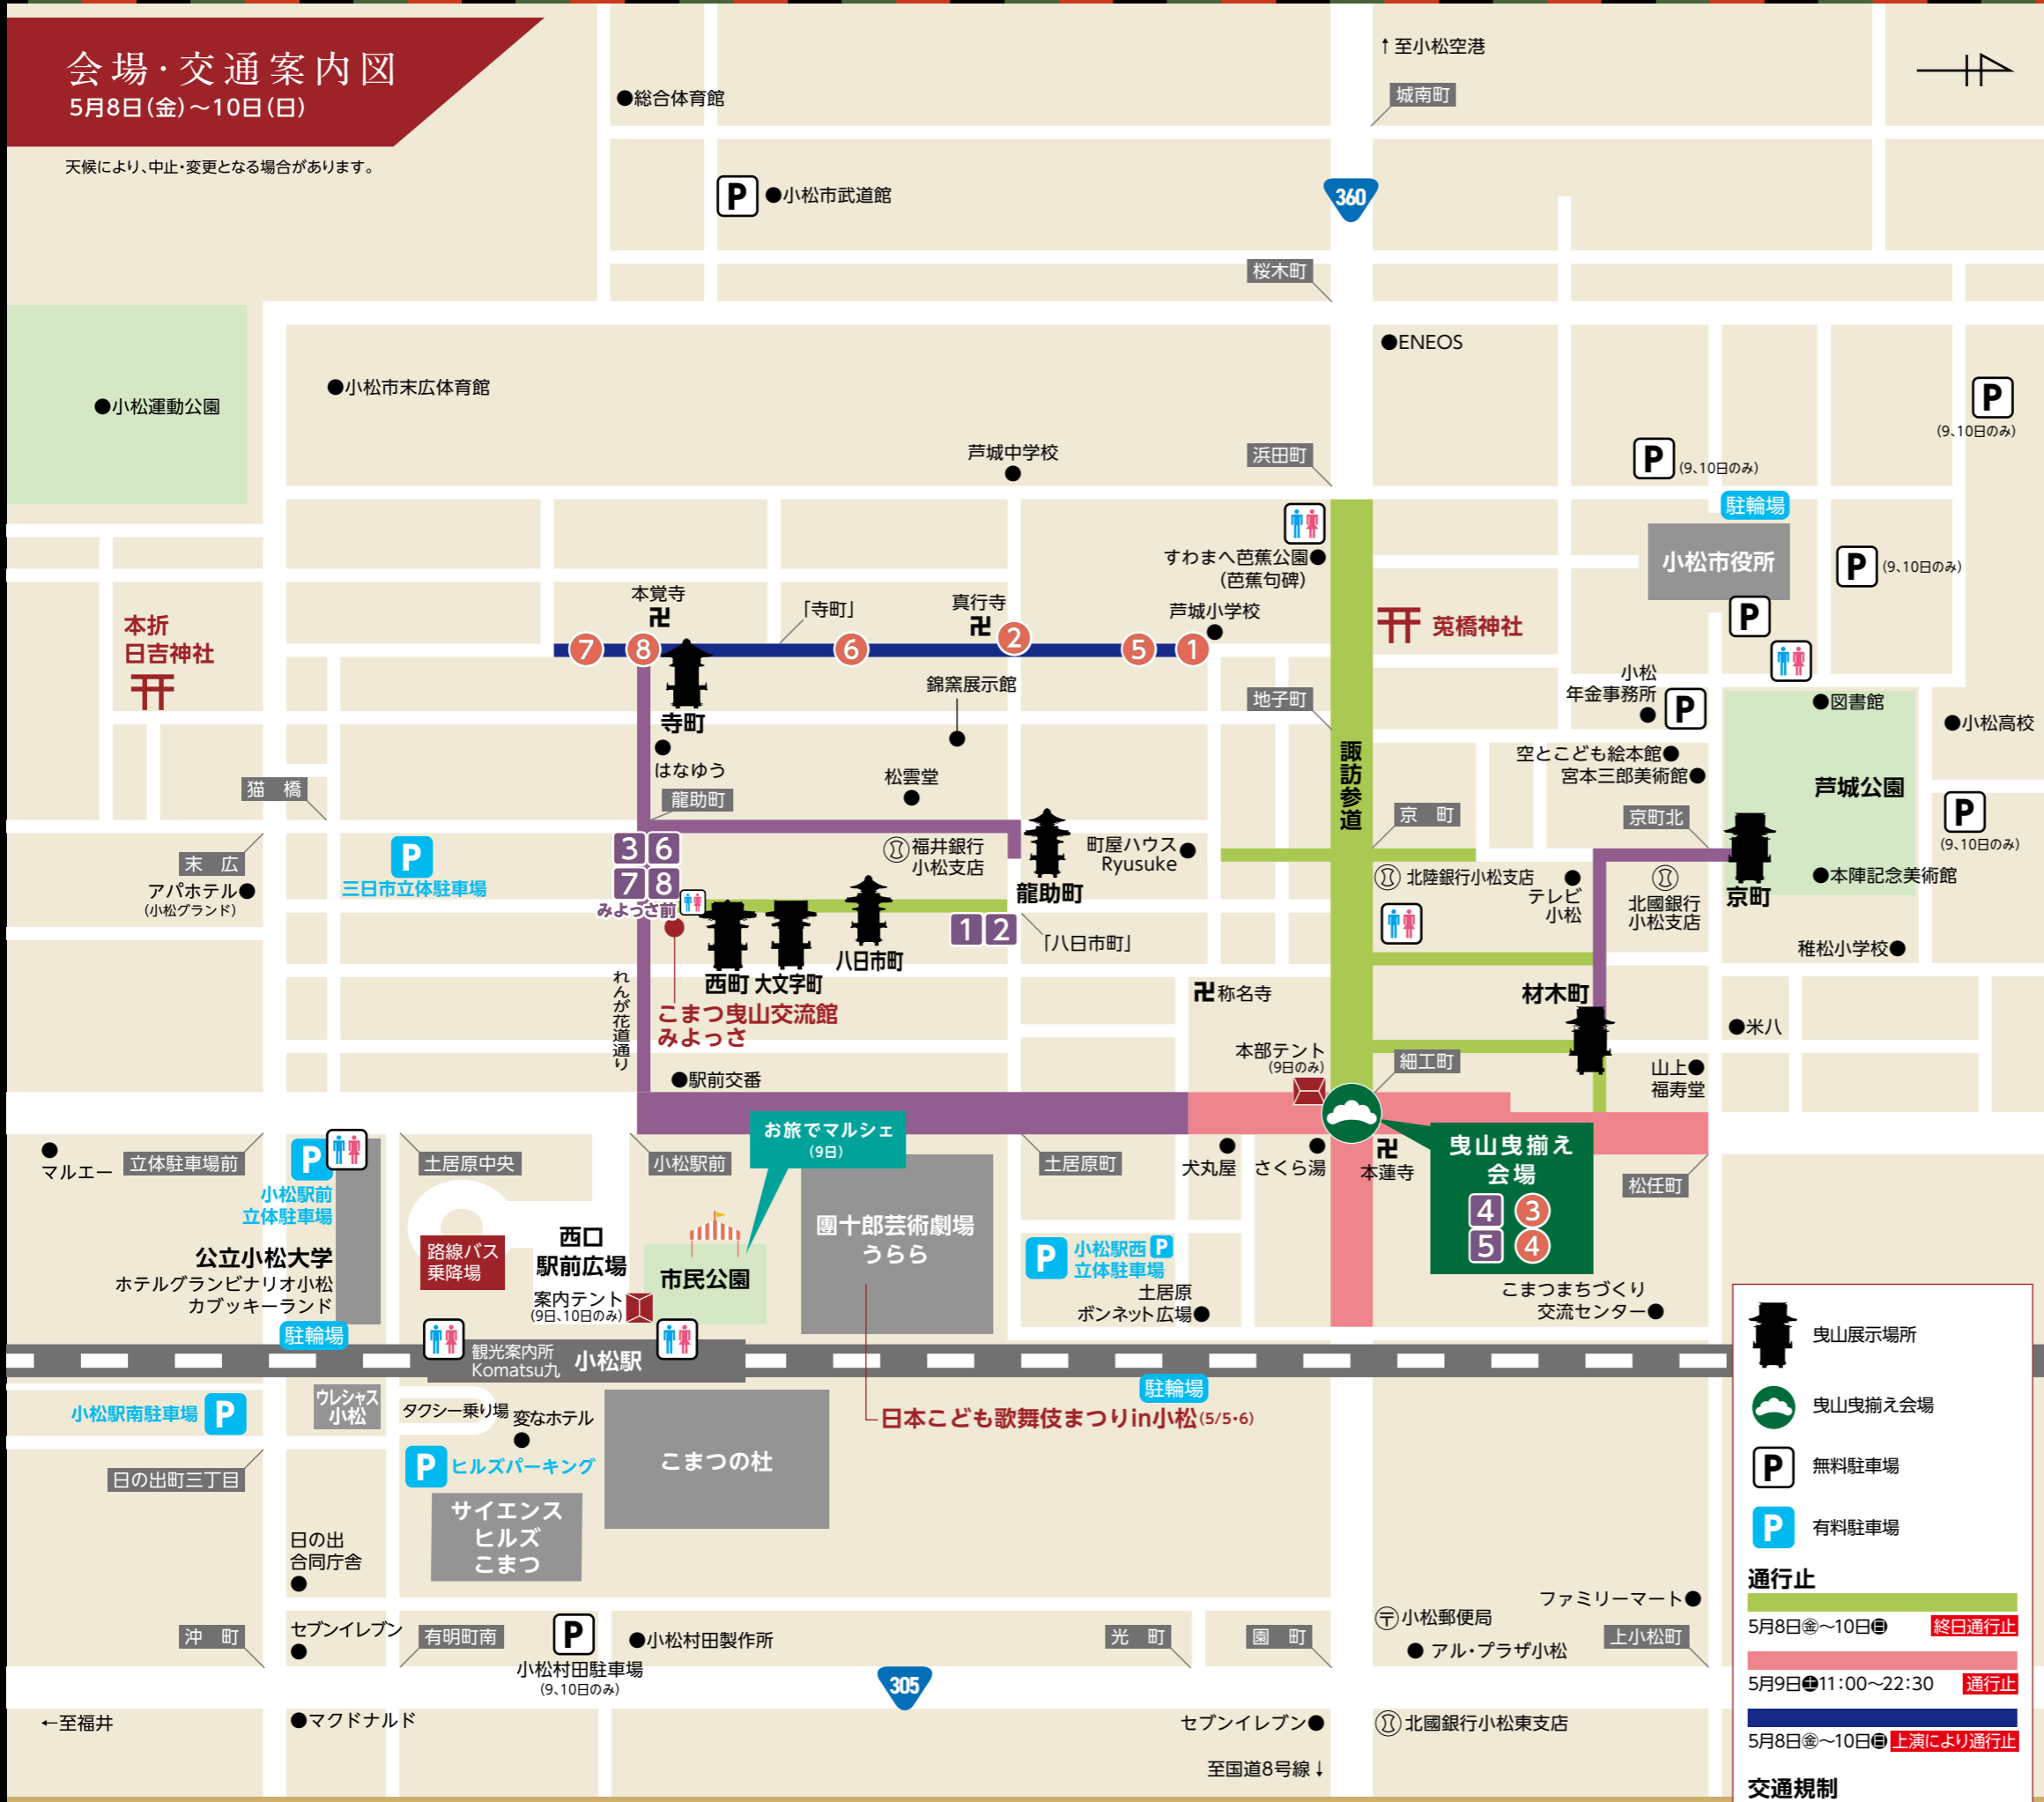 会場・交通案内図
5月8日(金)～10日(日)
天候により、中止・変更となる場合があります。
↑至小松空港
城南町
●総合体育館
P ●小松市武道館
360
桜木町
●ENEOS
●小松運動公園
●小松市末広体育館
P
(9、10日のみ)
芦城中学校
浜田町
P (9、10日のみ)
駐輪場
小松市役所
P (9、10日のみ)
P
すわまへ芭蕉公園●
(芭蕉句碑)
本折
日吉神社
本覚寺
卍
「寺町」
真行寺
卍
芦城小学校
莵橋神社
7 8 6 2 5 1
寺町
錦窯展示館
地子町
小松
年金事務所
P
●図書館
●小松高校
はなゆう
松雲堂
諏訪参道
空とこども絵本館●
宮本三郎美術館●
芦城公園
猫 橋
龍助町
京 町
京町北
P
(9、10日のみ)
末 広
アパホテル●
(小松グランド)
P
三日市立体駐車場
3 6
7 8
みよっさ前
福井銀行
小松支店
龍助町
町屋ハウス
Ryusuke
北陸銀行小松支店
テレビ
小松
北國銀行
小松支店
京町
●本陣記念美術館
1 2
「八日市町」
稚松小学校●
西町
大文字町
八日市町
れんが花道通り
こまつ曳山交流館
みよっさ
卍称名寺
材木町
●米八
本部テント
(9日のみ)
細工町
山上
福寿堂
●駅前交番
お旅でマルシェ
(9日)
マルエー
立体駐車場前
P
小松駅前
立体駐車場
土居原中央
小松駅前
土居原町
犬丸屋
さくら湯
卍
本蓮寺
曳山曳揃え
会場
4 3
5 4
松任町
公立小松大学
ホテルグランビナリオ小松
カブッキーランド
路線バス
乗降場
西口
駅前広場
案内テント
(9日、10日のみ)
市民公園
團十郎芸術劇場
うらら
P 小松駅西P
立体駐車場
土居原
ボンネット広場●
こまつまちづくり
交流センター●
駐輪場
観光案内所
Komatsu九
小松駅
駐輪場
小松駅南駐車場 P
ウレシャス
小松
タクシー乗り場
変なホテル
日本こども歌舞伎まつりin小松(5/5・6)
P ヒルズパーキング
こまつの杜
日の出町三丁目
サイエンス
ヒルズ
こまつ
日の出
合同庁舎
沖 町
セブンイレブン
有明町南
P
小松村田駐車場
(9、10日のみ)
●小松村田製作所
305
光 町
園 町
〒小松郵便局
ファミリーマート●
● アル・プラザ小松
上小松町
←至福井
●マクドナルド
セブンイレブン●
北國銀行小松東支店
至国道8号線↓
曳山展示場所
曳山曳揃え会場
P 無料駐車場
P 有料駐車場
通行止
5月8日㊎～10日㊐ 終日通行止
5月9日㊏11:00～22:30 通行止
5月8日㊎～10日㊐ 上演により通行止
交通規制